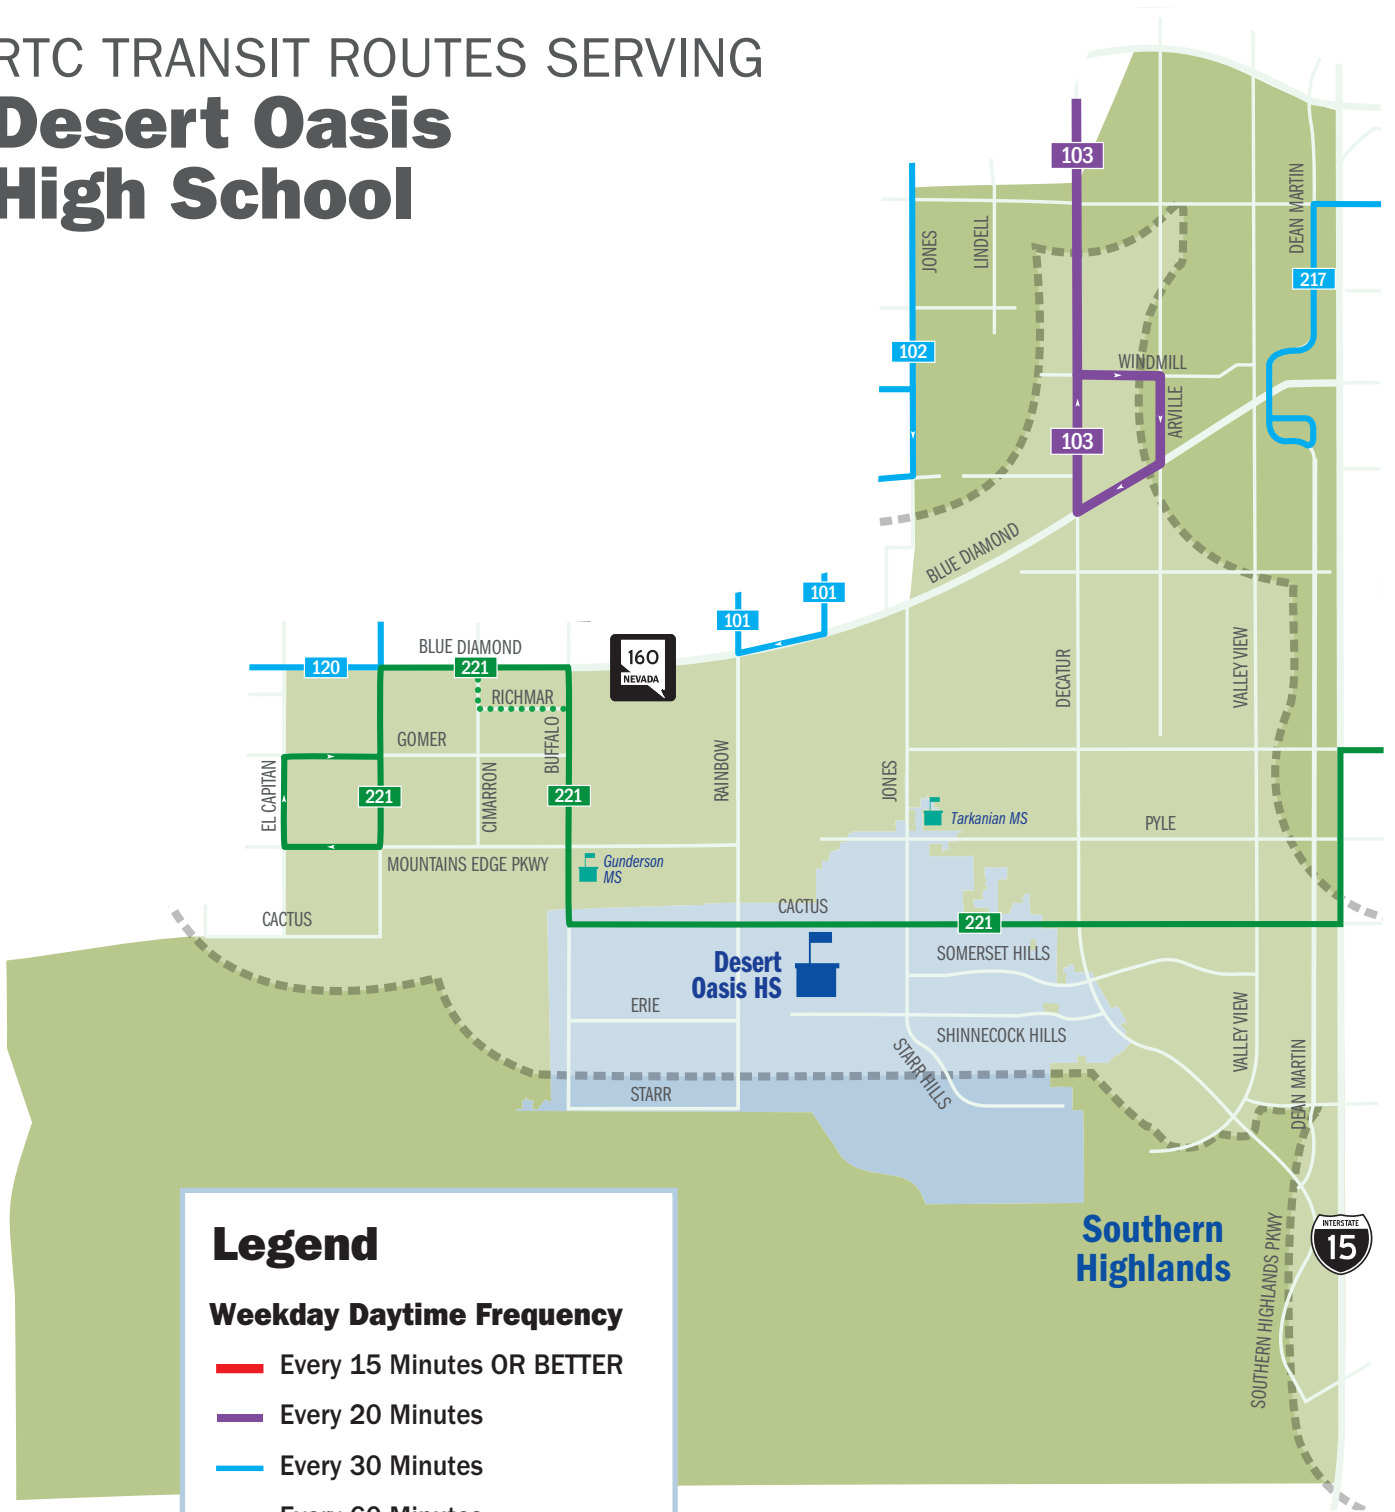 RTC TRANSIT ROUTES SERVING
Desert Oasis
High School
103
DEAN MARTIN
JONES
LINDELL
217
102
WINDMILL
ARVILLE
103
BLUE DIAMOND
101
101
160
NEVADA
BLUE DIAMOND
120
221
RICHMAR
GOMER
BUFFALO
RAINBOW
DECATUR
VALLEY VIEW
EL CAPITAN
221
CIMARRON
221
JONES
Tarkanian MS
PYLE
MOUNTAINS EDGE PKWY
Gunderson
MS
CACTUS
CACTUS
221
Desert
Oasis HS
SOMERSET HILLS
ERIE
SHINNECOCK HILLS
STARR HILLS
VALLEY VIEW
DEAN MARTIN
STARR
Southern
Highlands
INTERSTATE
15
SOUTHERN HIGHLANDS PKWY
Legend
Weekday Daytime Frequency
Every 15 Minutes OR BETTER
Every 20 Minutes
Every 30 Minutes
Every 60 Minutes